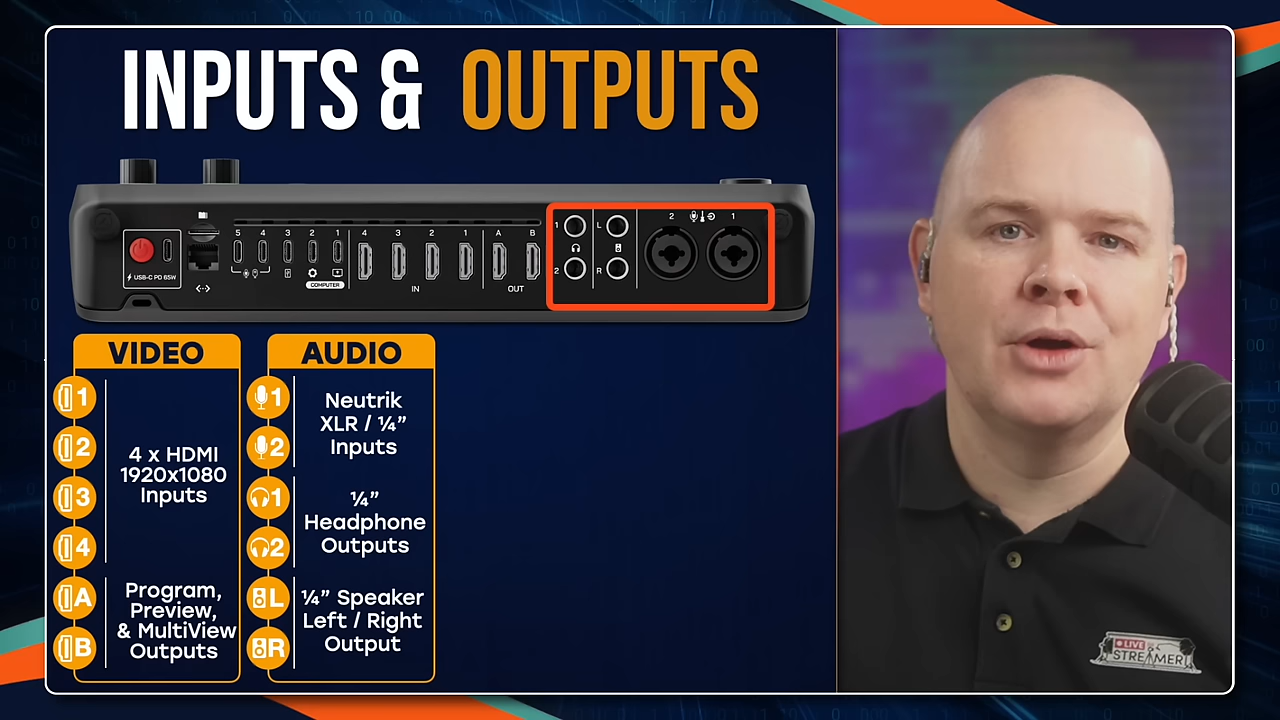 INPUTS & OUTPUTS
5 4 3 2 1 4 3 2 1 A B
1 L 2 1
2 R
USB-C PD 65W
COMPUTER
IN
OUT
VIDEO
1
2
3
4
4 x HDMI
1920x1080
Inputs
A
B
Program,
Preview,
& MultiView
Outputs
AUDIO
1
2
Neutrik
XLR / ¼”
Inputs
1
2
¼”
Headphone
Outputs
L
R
¼” Speaker
Left / Right
Output
LIVE
STREAMER